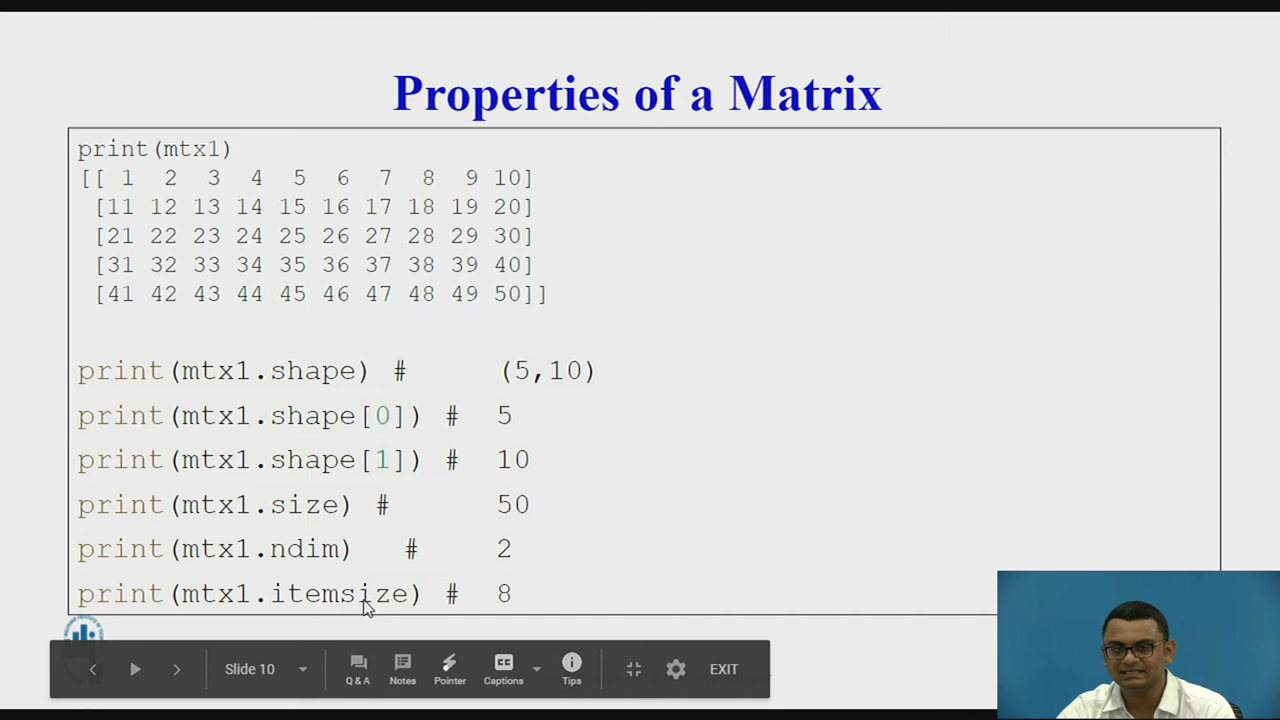 Properties of a Matrix
print(mtx1)
[[ 1 2 3 4 5 6 7 8 9 10]
[11 12 13 14 15 16 17 18 19 20]
[21 22 23 24 25 26 27 28 29 30]
[31 32 33 34 35 36 37 38 39 40]
[41 42 43 44 45 46 47 48 49 50]]
print(mtx1.shape) # (5,10)
print(mtx1.shape[0]) # 5
print(mtx1.shape[1]) # 10
print(mtx1.size) # 50
print(mtx1.ndim) # 2
print(mtx1.itemsize) # 8
Slide 10
Q & A
Notes
Pointer
CC
Captions
Tips
EXIT